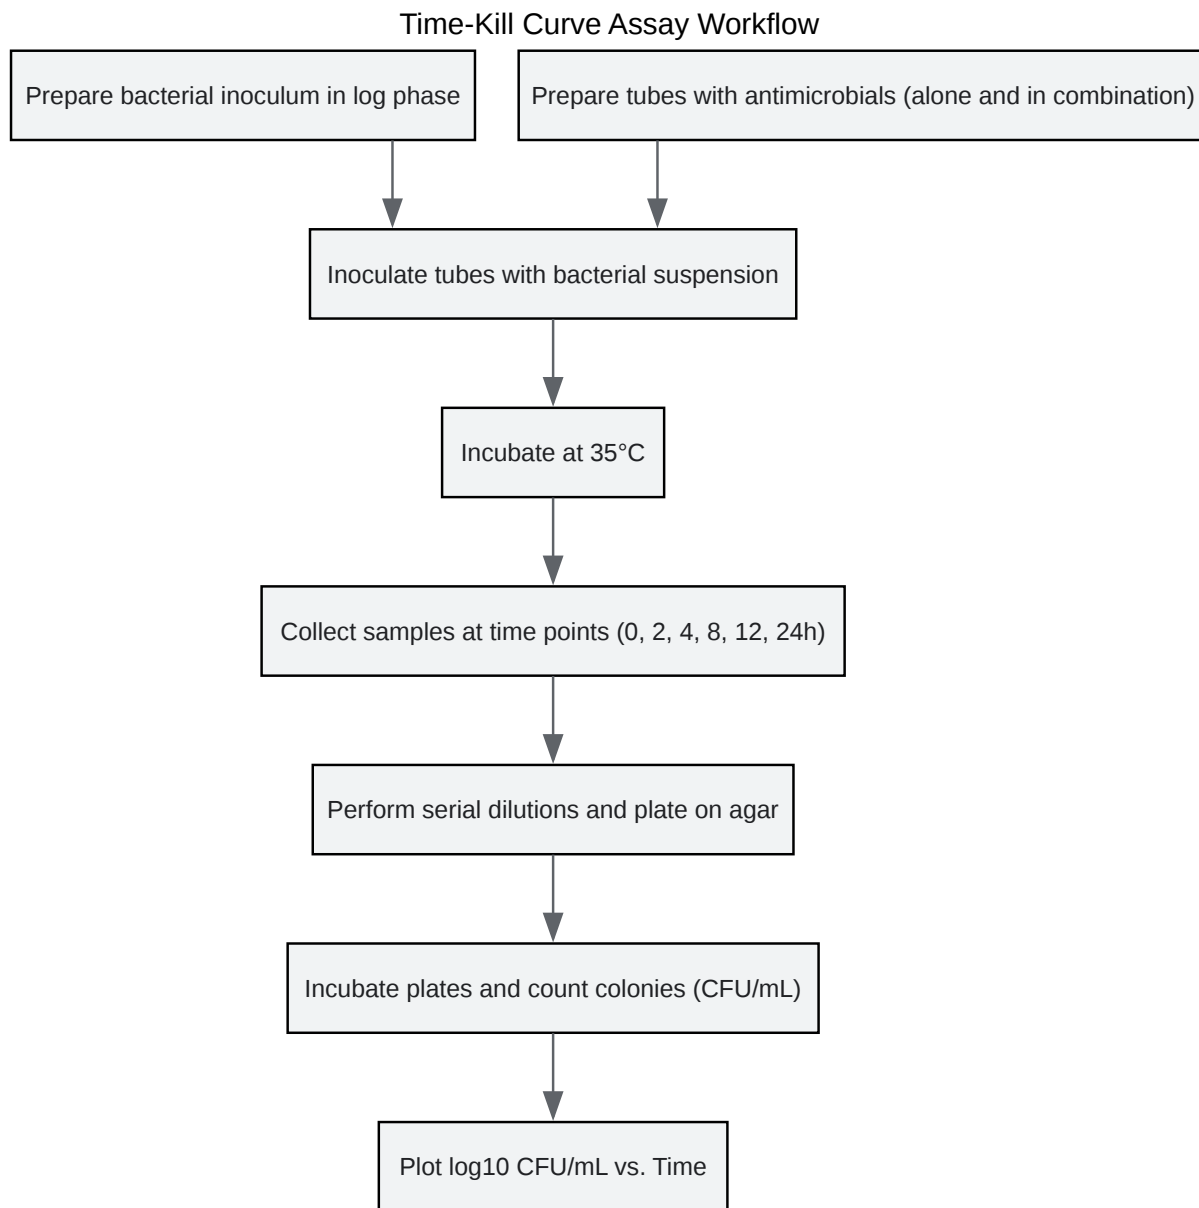 Time-Kill Curve Assay Workflow
Prepare bacterial inoculum in log phase
Prepare tubes with antimicrobials (alone and in combination)
Inoculate tubes with bacterial suspension
Incubate at 35°C
Collect samples at time points (0, 2, 4, 8, 12, 24h)
Perform serial dilutions and plate on agar
Incubate plates and count colonies (CFU/mL)
Plot log10 CFU/mL vs. Time